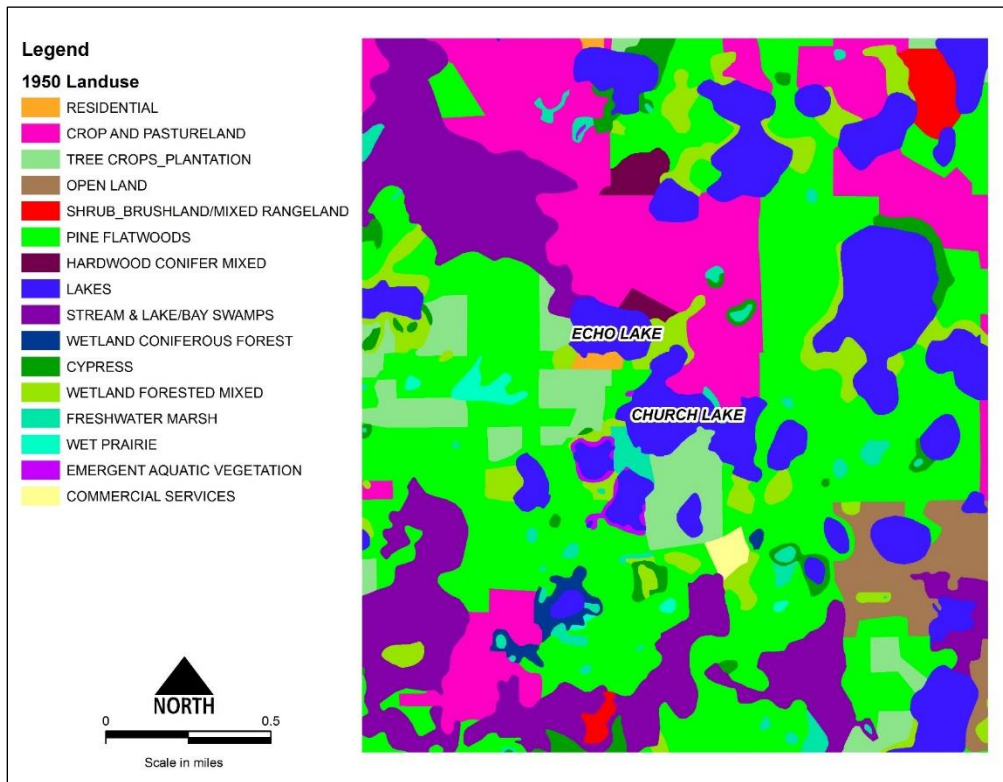 Legend
1950 Landuse
RESIDENTIAL
CROP AND PASTURELAND
TREE CROPS_PLANTATION
OPEN LAND
SHRUB_BRUSHLAND/MIXED RANGELAND
PINE FLATWOODS
HARDWOOD CONIFER MIXED
LAKES
STREAM & LAKE/BAY SWAMPS
WETLAND CONIFEROUS FOREST
CYPRESS
WETLAND FORESTED MIXED
FRESHWATER MARSH
WET PRAIRIE
EMERGENT AQUATIC VEGETATION
COMMERCIAL SERVICES
NORTH
0 0.5
Scale in miles
ECHO LAKE
CHURCH LAKE